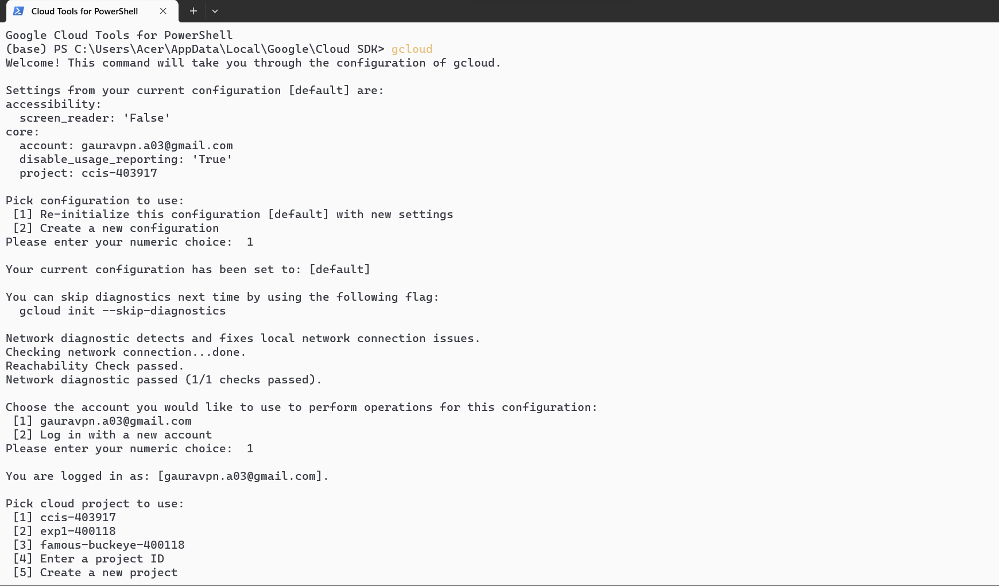 Cloud Tools for PowerShell
Google Cloud Tools for PowerShell
(base) PS C:\Users\Acer\AppData\Local\Google\Cloud SDK> gcloud
Welcome! This command will take you through the configuration of gcloud.

Settings from your current configuration [default] are:
accessibility:
  screen_reader: 'False'
core:
  account: gauravpn.a03@gmail.com
  disable_usage_reporting: 'True'
  project: ccis-403917

Pick configuration to use:
 [1] Re-initialize this configuration [default] with new settings
 [2] Create a new configuration
Please enter your numeric choice:  1

Your current configuration has been set to: [default]

You can skip diagnostics next time by using the following flag:
  gcloud init --skip-diagnostics

Network diagnostic detects and fixes local network connection issues.
Checking network connection...done.
Reachability Check passed.
Network diagnostic passed (1/1 checks passed).

Choose the account you would like to use to perform operations for this configuration:
 [1] gauravpn.a03@gmail.com
 [2] Log in with a new account
Please enter your numeric choice:  1

You are logged in as: [gauravpn.a03@gmail.com].

Pick cloud project to use:
 [1] ccis-403917
 [2] exp1-400118
 [3] famous-buckeye-400118
 [4] Enter a project ID
 [5] Create a new project